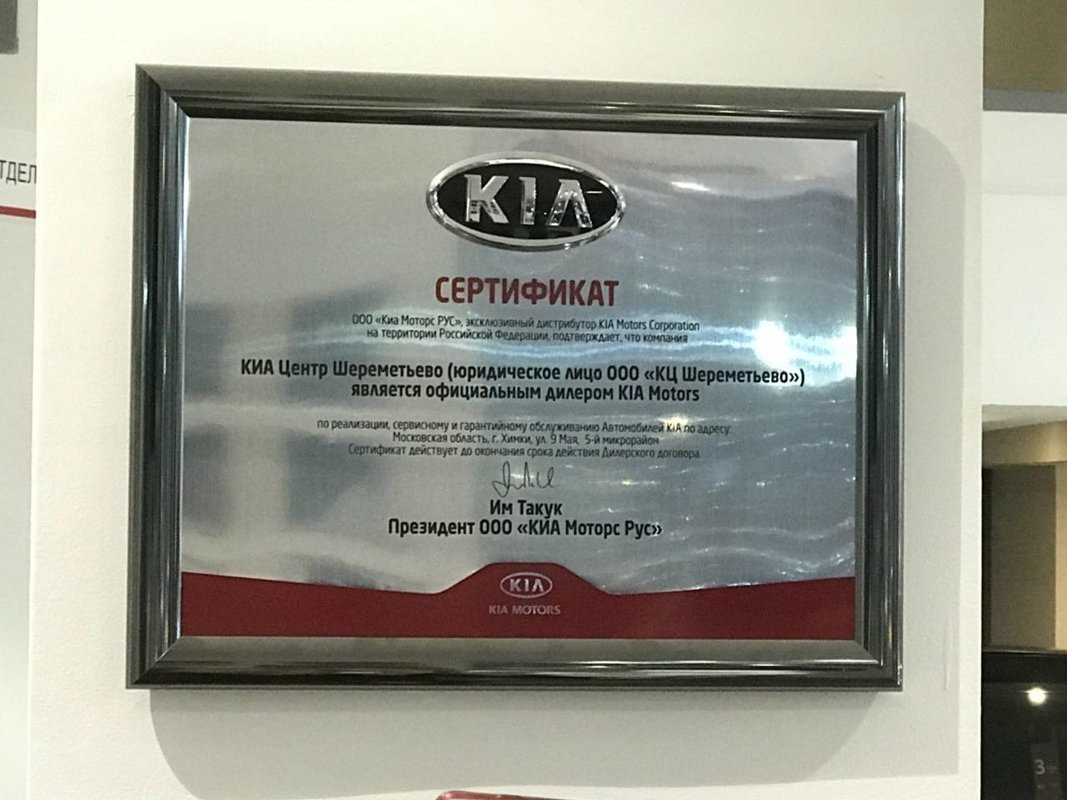 ТДЕЛ
KIA
СЕРТИФИКАТ
ООО «Киа Моторс РУС», эксклюзивный дистрибутор KIA Motors Corporation
на территории Российской Федерации, подтверждает, что компания
КИА Центр Шереметьево (юридическое лицо ООО «КЦ Шереметьево»)
является официальным дилером KIA Motors
по реализации, сервисному и гарантийному обслуживанию Автомобилей KIA по адресу:
Московская область, г. Химки, ул. 9 Мая, 5-й микрорайон
Сертификат действует до окончания срока действия Дилерского договора.
Им Такук
Президент ООО «КИА Моторс Рус»
KIA
KIA MOTORS
3